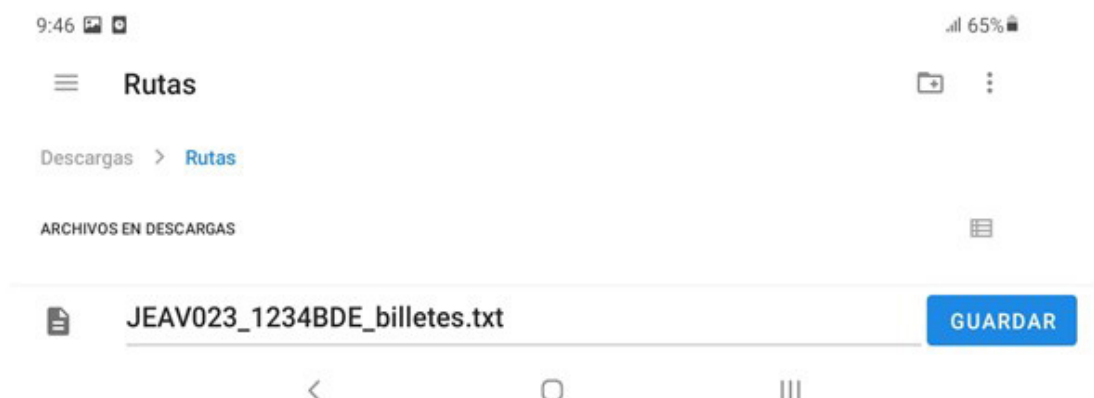 9:46 65%
Rutas
Descargas > Rutas
ARCHIVOS EN DESCARGAS
JEAV023_1234BDE_billetes.txt GUARDAR